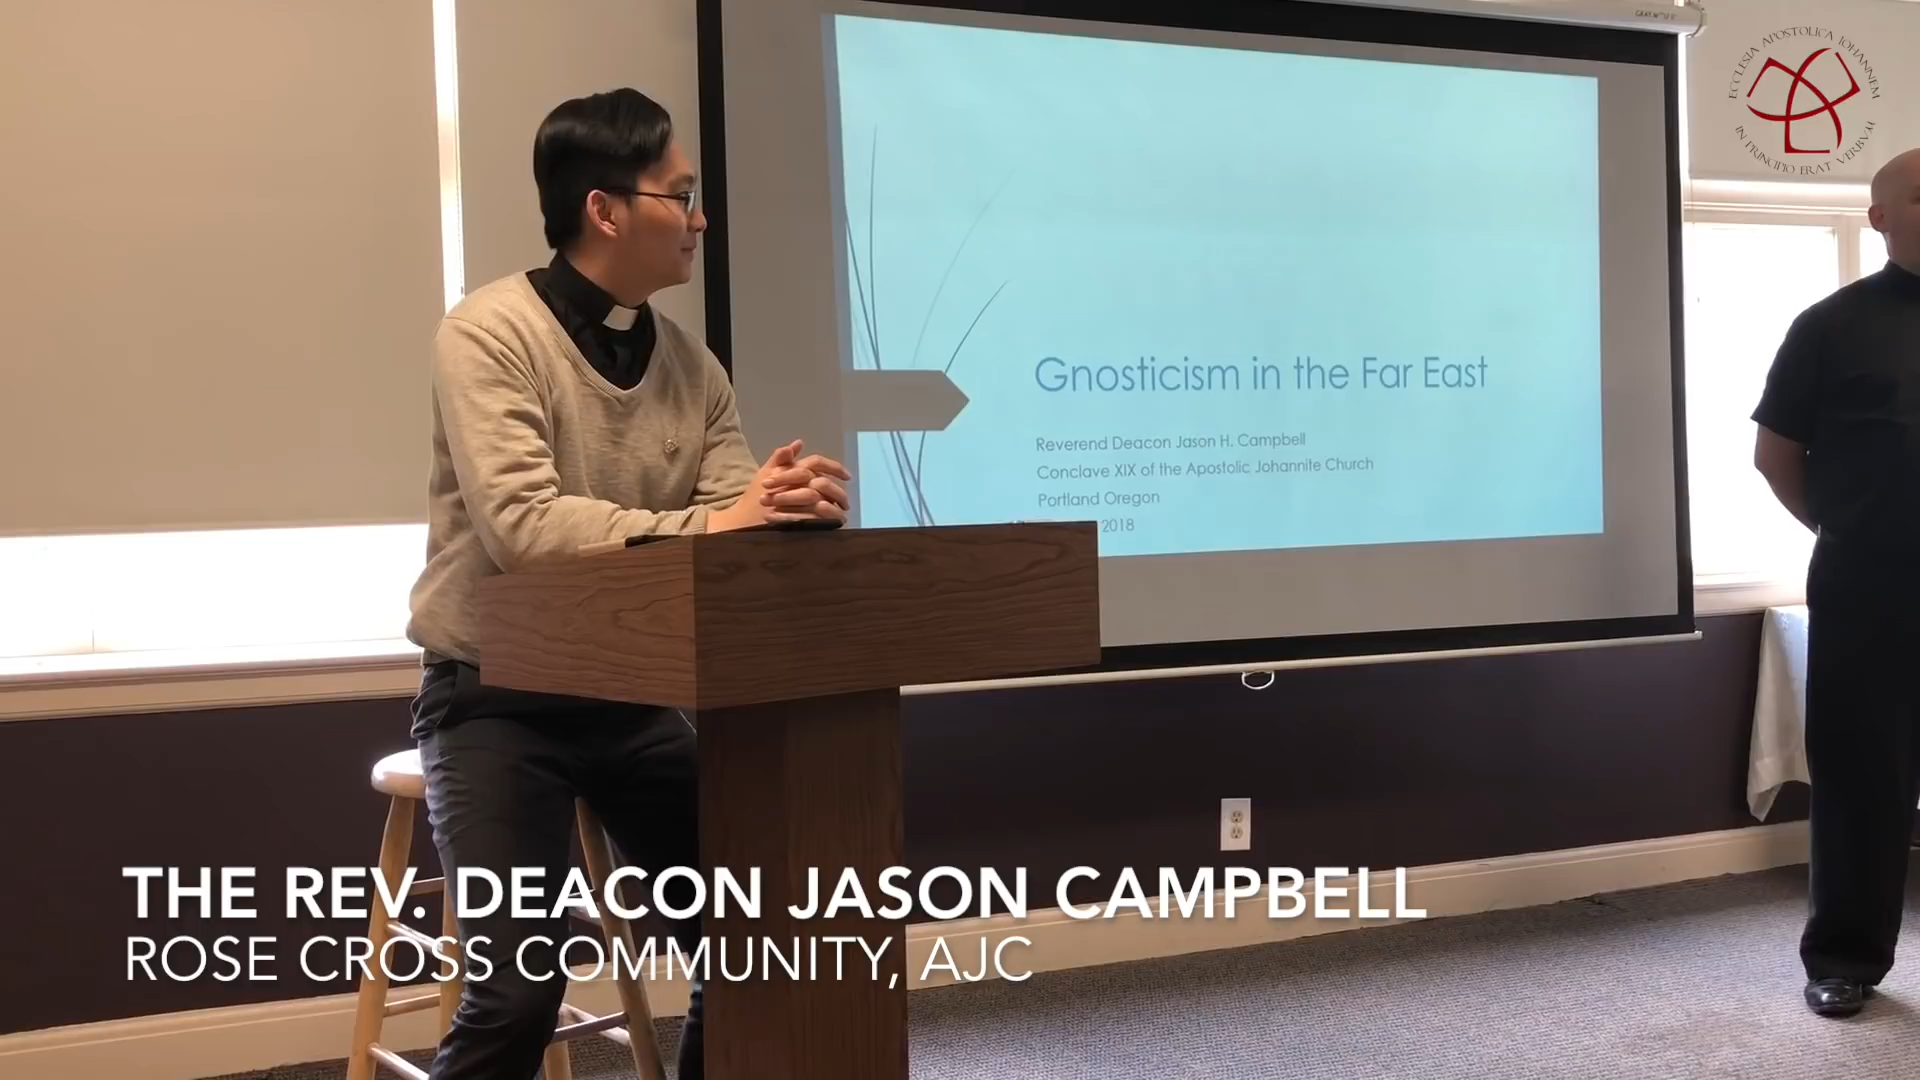 ECCLESIA APOSTOLICA IOHANNEM
IN PRINCIPIO ERAT VERBVM
Gnosticism in the Far East
Reverend Deacon Jason H. Campbell
Conclave XIX of the Apostolic Johannite Church
Portland Oregon
2018
THE REV. DEACON JASON CAMPBELL
ROSE CROSS COMMUNITY, AJC